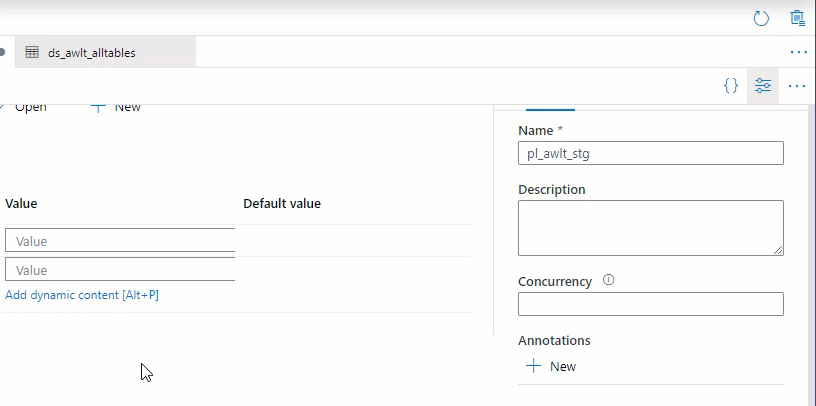 ds_awlt_alltables
...
{} ...
Open + New
Name *
pl_awlt_stg
Description
Value Default value
Value
Value
Concurrency
Add dynamic content [Alt+P]
Annotations
+ New